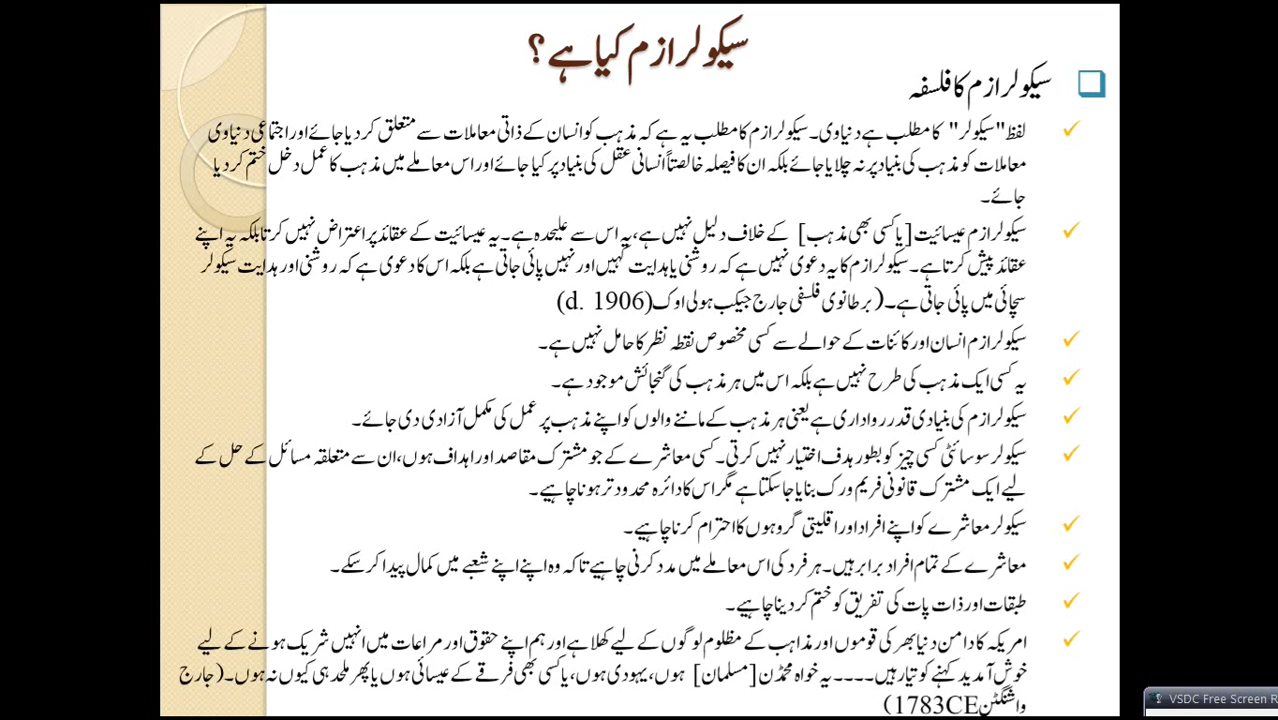 سیکولرازم کیا ہے؟
سیکولرازم کا فلسفہ
لفظ "سیکولر" کا مطلب ہے دنیاوی۔ سیکولرازم کا مطلب یہ ہے کہ مذہب کو انسان کے ذاتی معاملات سے متعلق کر دیا جائے اور اجتماعی دنیاوی
معاملات کو مذہب کی بنیاد پر نہ چلایا جائے بلکہ ان کا فیصلہ خالصتاً انسانی عقل کی بنیاد پر کیا جائے اور اس معاملے میں مذہب کا عمل دخل ختم کر دیا
جائے۔
سیکولرازم عیسائیت [یا کسی بھی مذہب] کے خلاف دلیل نہیں ہے، یہ اس سے علیحدہ ہے۔ یہ عیسائیت کے عقائد پر اعتراض نہیں کرتا بلکہ یہ اپنے
عقائد پیش کرتا ہے۔ سیکولرازم کا یہ دعوی نہیں ہے کہ روشنی یا ہدایت کہیں اور نہیں پائی جاتی ہے بلکہ اس کا دعوی ہے کہ روشنی اور ہدایت سیکولر
سچائی میں پائی جاتی ہے۔ (برطانوی فلسفی جارج جیکب ہولی اوک (d. 1906)
سیکولرازم انسان اور کائنات کے حوالے سے کسی مخصوص نقطہ نظر کا حامل نہیں ہے۔
یہ کسی ایک مذہب کی طرح نہیں ہے بلکہ اس میں ہر مذہب کی گنجائش موجود ہے۔
سیکولرازم کی بنیادی قدر رواداری ہے یعنی ہر مذہب کے ماننے والوں کو اپنے مذہب پر عمل کی مکمل آزادی دی جائے۔
سیکولر سوسائٹی کسی چیز کو بطور ہدف اختیار نہیں کرتی۔ کسی معاشرے کے جو مشترک مقاصد اور اہداف ہوں، ان سے متعلقہ مسائل کے حل کے
لیے ایک مشترک قانونی فریم ورک بنایا جا سکتا ہے مگر اس کا دائرہ محدود تر ہونا چاہیے۔
سیکولر معاشرے کو اپنے افراد اور اقلیتی گروہوں کا احترام کرنا چاہیے۔
معاشرے کے تمام افراد برابر ہیں۔ ہر فرد کی اس معاملے میں مدد کرنی چاہیے تاکہ وہ اپنے اپنے شعبے میں کمال پیدا کر سکے۔
طبقات اور ذات پات کی تفریق کو ختم کر دینا چاہیے۔
امریکہ کا دامن دنیا بھر کی قوموں اور مذاہب کے مظلوم لوگوں کے لیے کھلا ہے اور ہم اپنے حقوق اور مراعات میں انہیں شریک ہونے کے لیے
خوش آمدید کہنے کو تیار ہیں۔۔۔۔ یہ خواہ محمڈن [مسلمان] ہوں، یہودی ہوں، یا کسی بھی فرقے کے عیسائی ہوں یا پھر ملحد ہی کیوں نہ ہوں۔ (جارج
واشنگٹن 1783CE)
VSDC Free Screen R